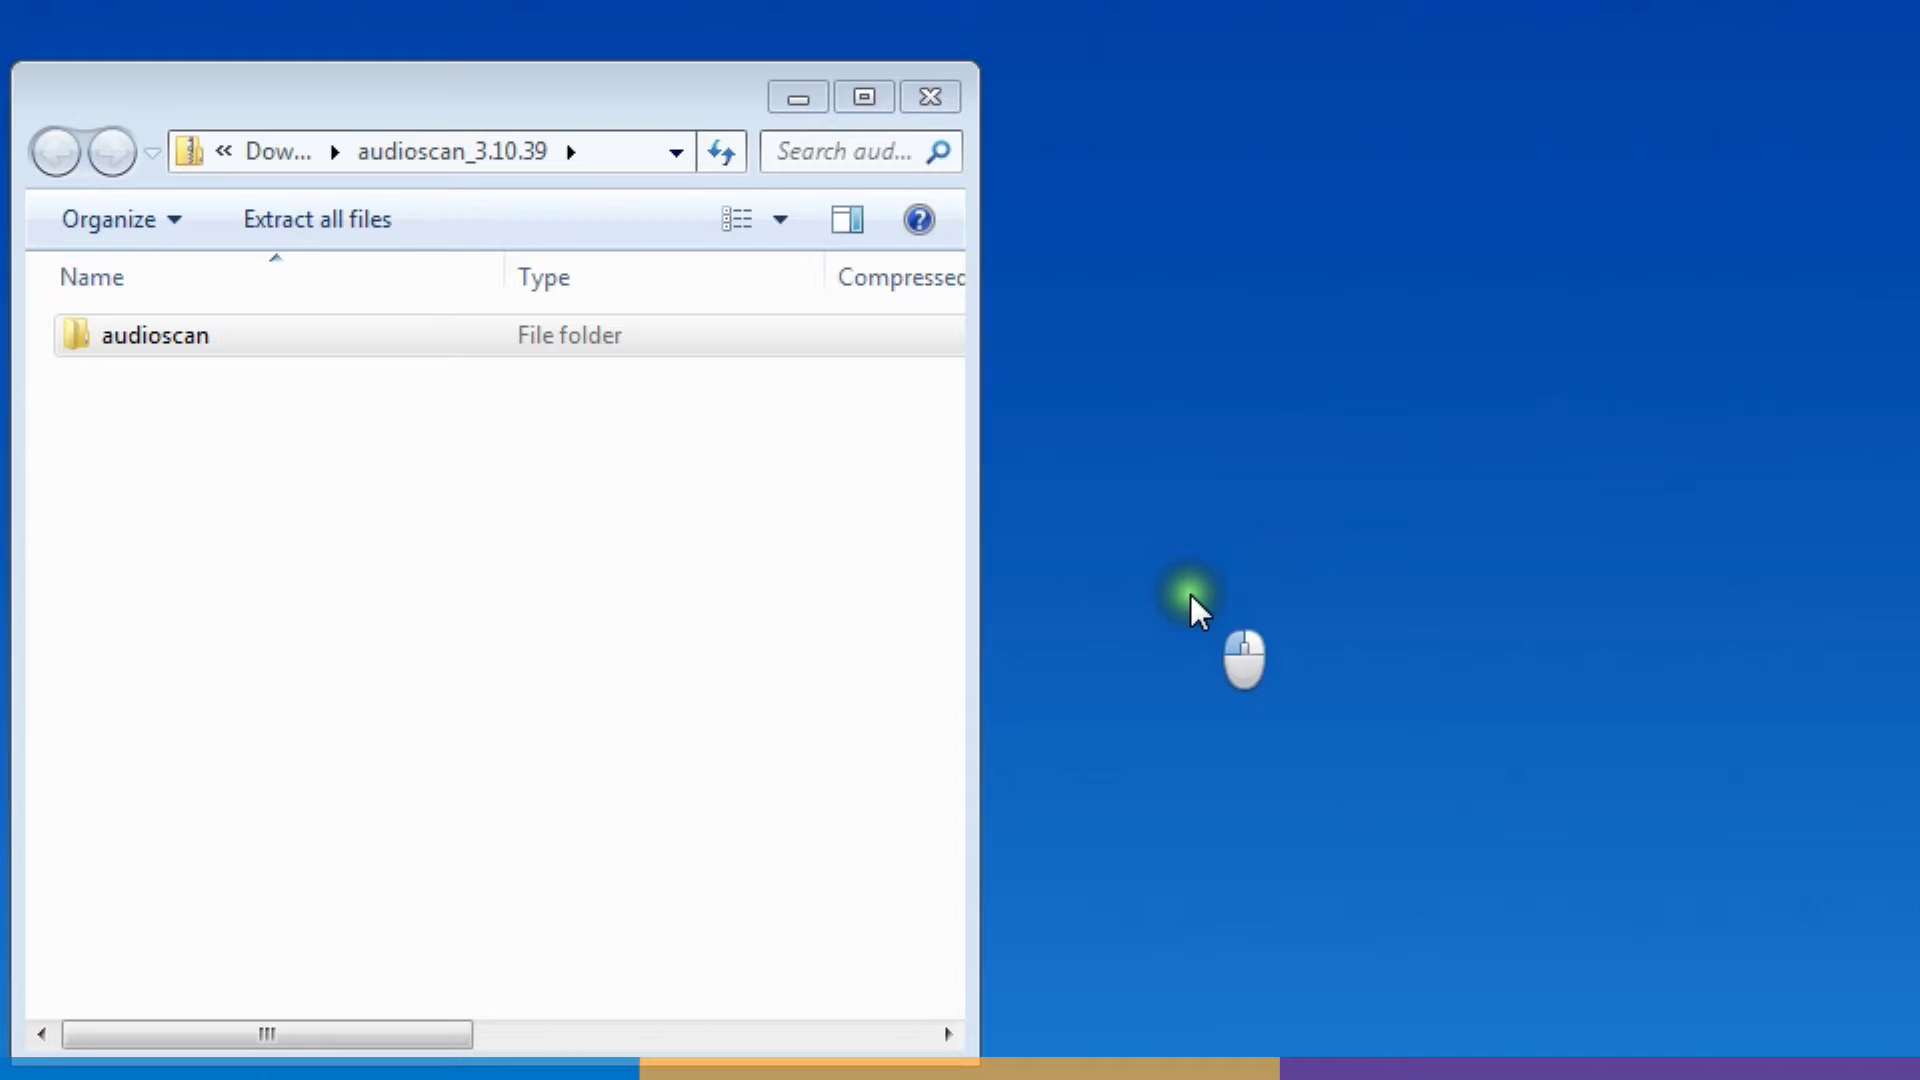 « Dow... ▸ audioscan_3.10.39 ▸ Search aud...
Organize Extract all files
Name Type Compressed
audioscan File folder